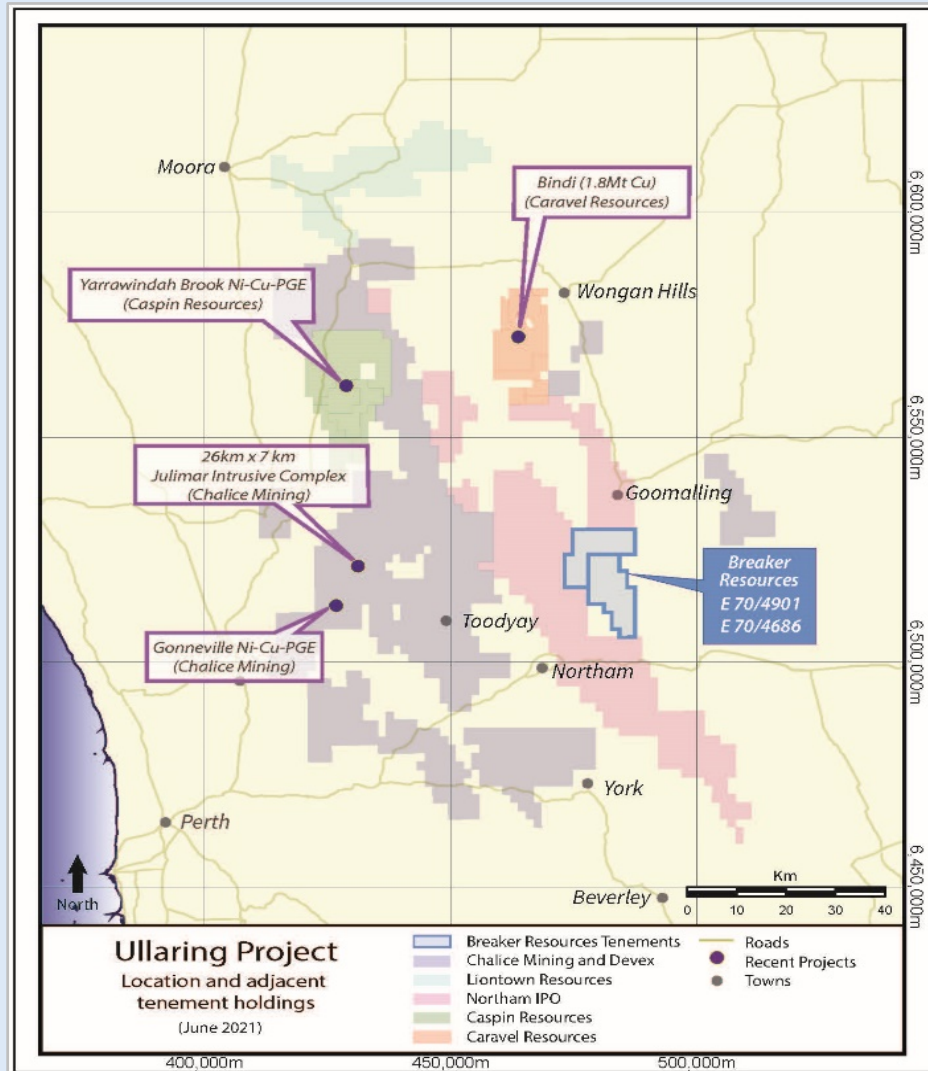 Moora
Bindi (1.8Mt Cu)
(Caravel Resources)
6,600,000m
Yarrawindah Brook Ni-Cu-PGE
(Caspin Resources)
Wongan Hills
6,550,000m
26km x 7 km
Julimar Intrusive Complex
(Chalice Mining)
Goomalling
Breaker
Resources
E 70/4901
E 70/4686
Toodyay
Gonneville Ni-Cu-PGE
(Chalice Mining)
Northam
6,500,000m
York
Perth
6,450,000m
Km
North
Beverley
0 10 20 30 40
Ullaring Project
Location and adjacent
tenement holdings
(June 2021)
Breaker Resources Tenements
Chalice Mining and Devex
Liontown Resources
Northam IPO
Caspin Resources
Caravel Resources
Roads
Recent Projects
Towns
400,000m 450,000m 500,000m